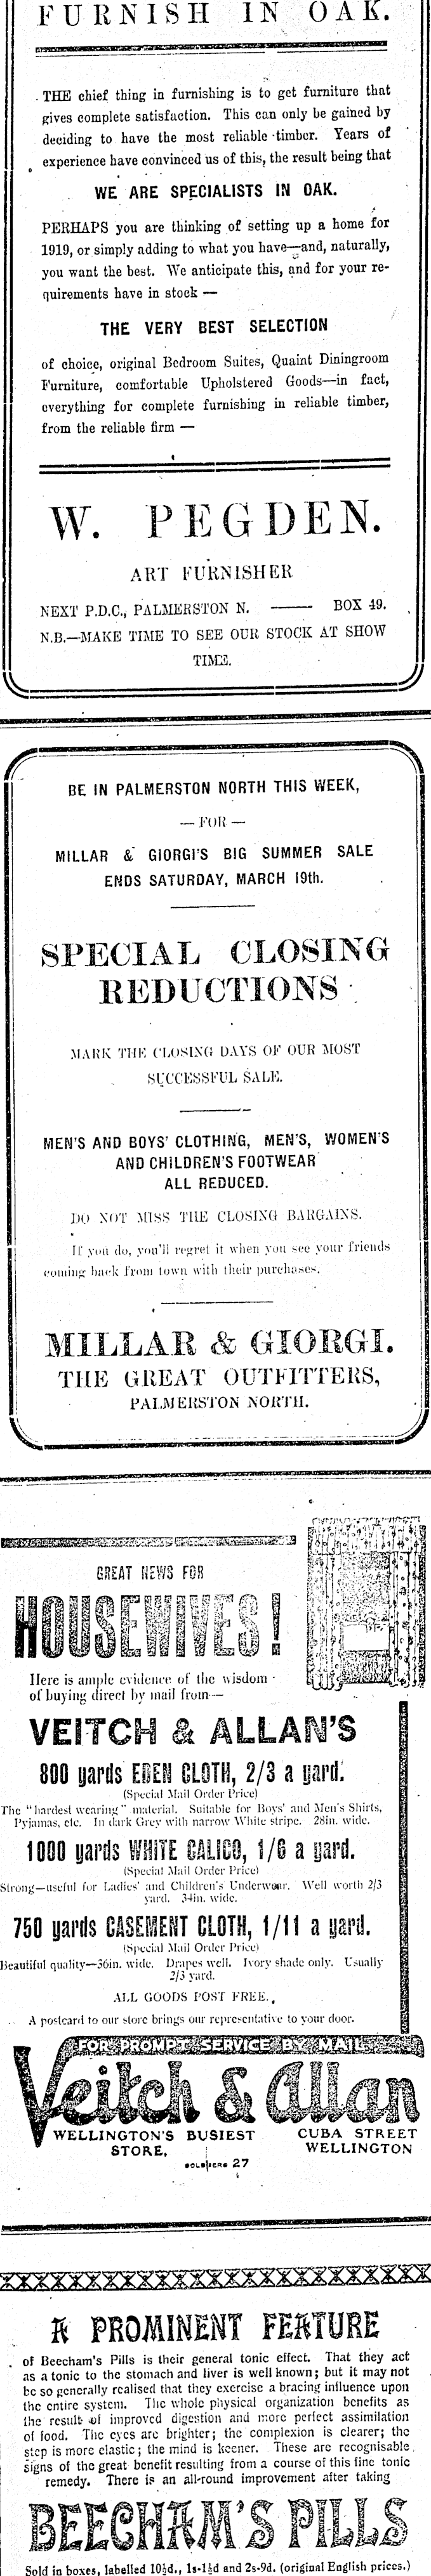 FURNISH IN OAK.
THE chief thing in furnishing is to get furniture that
gives complete satisfaction. This can only be gained by
deciding to have the most reliable timber. Years of
experience have convinced us of this, the result being that
WE ARE SPECIALISTS IN OAK.
PERHAPS you are thinking of setting up a home for
1919, or simply adding to what you have—and, naturally,
you want the best. We anticipate this, and for your re-
quirements have in stock —
THE VERY BEST SELECTION
of choice, original Bedroom Suites, Quaint Diningroom
Furniture, comfortable Upholstered Goods—in fact,
everything for complete furnishing in reliable timber,
from the reliable firm —
W. PEGDEN.
ART FURNISHER
NEXT P.D.C., PALMERSTON N. —— BOX 49.
N.B.—MAKE TIME TO SEE OUR STOCK AT SHOW
TIME.
BE IN PALMERSTON NORTH THIS WEEK,
— FOR —
MILLAR & GIORGI'S BIG SUMMER SALE
ENDS SATURDAY, MARCH 19th.
SPECIAL CLOSING
REDUCTIONS
MARK THE CLOSING DAYS OF OUR MOST
SUCCESSFUL SALE.
MEN'S AND BOYS' CLOTHING, MEN'S, WOMEN'S
AND CHILDREN'S FOOTWEAR
ALL REDUCED.
DO NOT MISS THE CLOSING BARGAINS.
If you do, you'll regret it when you see your friends
coming back from town with their purchases.
MILLAR & GIORGI.
THE GREAT OUTFITTERS,
PALMERSTON NORTH.
GREAT NEWS FOR
HOUSEWIVES!
Here is ample evidence of the wisdom
of buying direct by mail from—
VEITCH & ALLAN'S
800 yards EDEN CLOTH, 2/3 a yard.
(Special Mail Order Price)
The "hardest wearing" material. Suitable for Boys' and Men's Shirts,
Pyjamas, etc. In dark Grey with narrow White stripe. 28in. wide.
1000 yards WHITE CALICO, 1/6 a yard.
(Special Mail Order Price)
Strong—useful for Ladies' and Children's Underwear. Well worth 2/3
yard. 34in. wide.
750 yards CASEMENT CLOTH, 1/11 a yard.
(Special Mail Order Price)
Beautiful quality—36in. wide. Drapes well. Ivory shade only. Usually
2/3 yard.
ALL GOODS POST FREE.
A postcard to our store brings our representative to your door.
FOR PROMPT SERVICE BY MAIL
Veitch & Allan
WELLINGTON'S BUSIEST
STORE,
CUBA STREET
WELLINGTON
27
A PROMINENT FEATURE
of Beecham's Pills is their general tonic effect. That they act
as a tonic to the stomach and liver is well known; but it may not
be so generally realised that they exercise a bracing influence upon
the entire system. The whole physical organization benefits as
the result of improved digestion and more perfect assimilation
of food. The eyes are brighter; the complexion is clearer; the
step is more elastic; the mind is keener. These are recognisable
signs of the great benefit resulting from a course of this fine tonic
remedy. There is an all-round improvement after taking
BEECHAM'S PILLS
Sold in boxes, labelled 10½d., 1s-1½d and 2s-9d. (original English prices.)